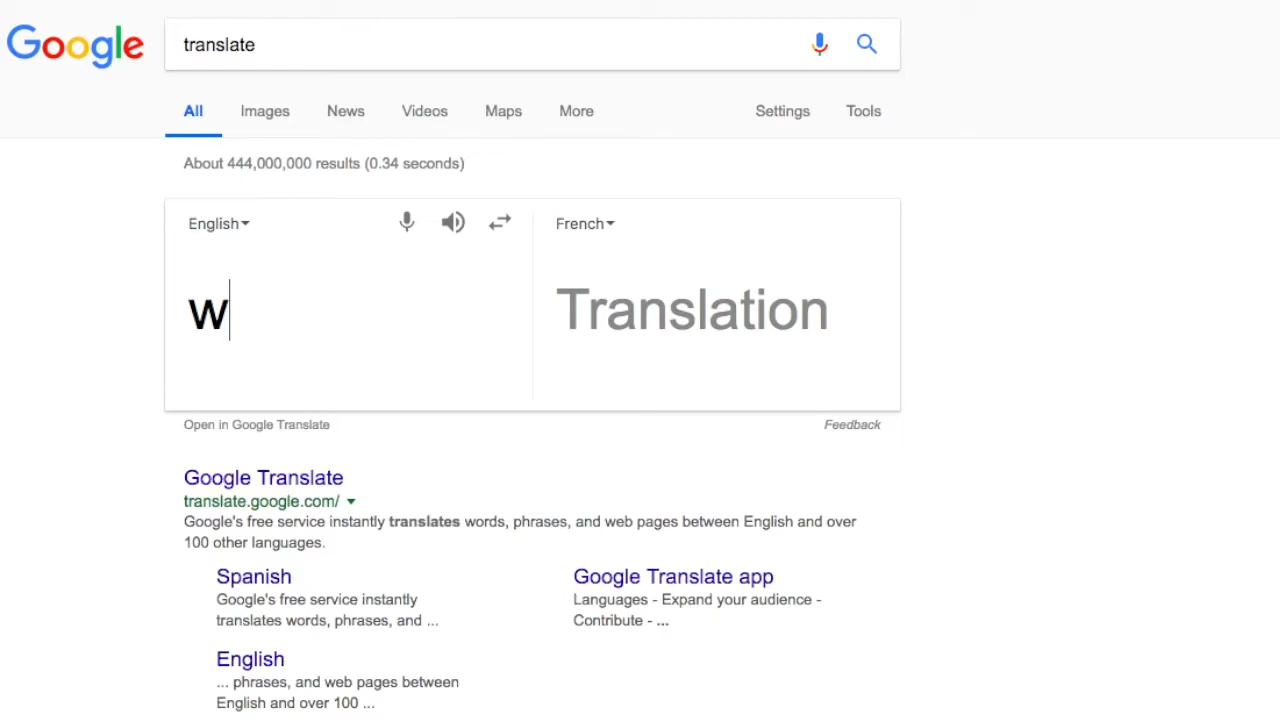 Google
translate
All Images News Videos Maps More Settings Tools
About 444,000,000 results (0.34 seconds)
English French
w Translation
Open in Google Translate Feedback
Google Translate
translate.google.com/
Google's free service instantly translates words, phrases, and web pages between English and over
100 other languages.
Spanish
Google's free service instantly
translates words, phrases, and ...
Google Translate app
Languages - Expand your audience -
Contribute - ...
English
... phrases, and web pages between
English and over 100 ...